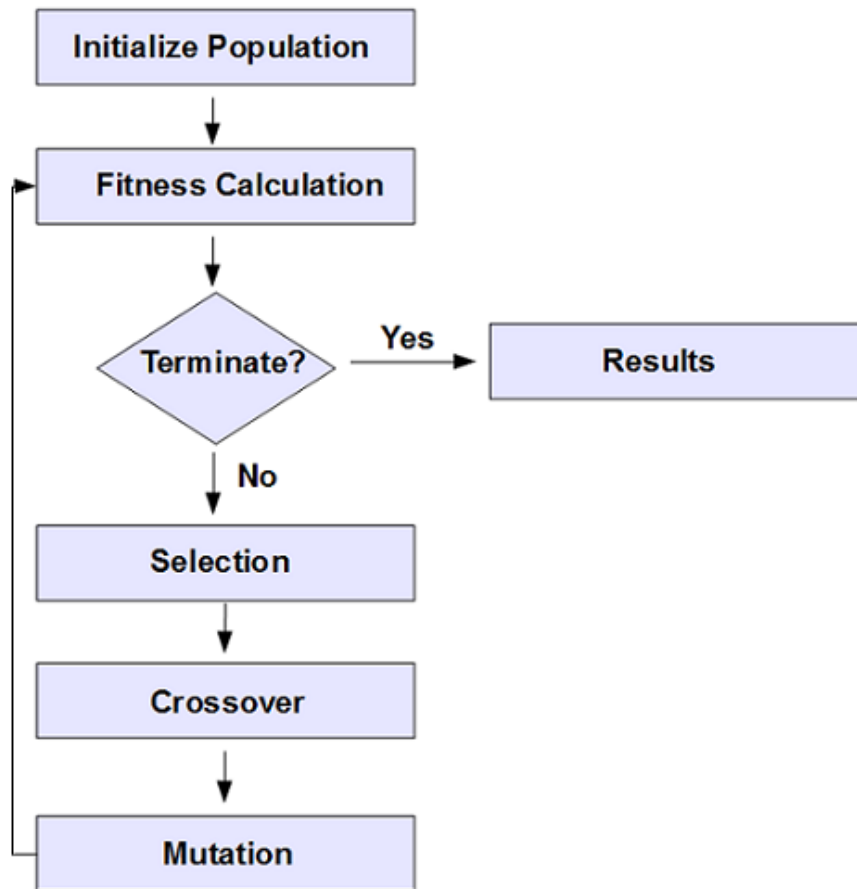 Initialize Population
Fitness Calculation
Terminate?
Yes
Results
No
Selection
Crossover
Mutation